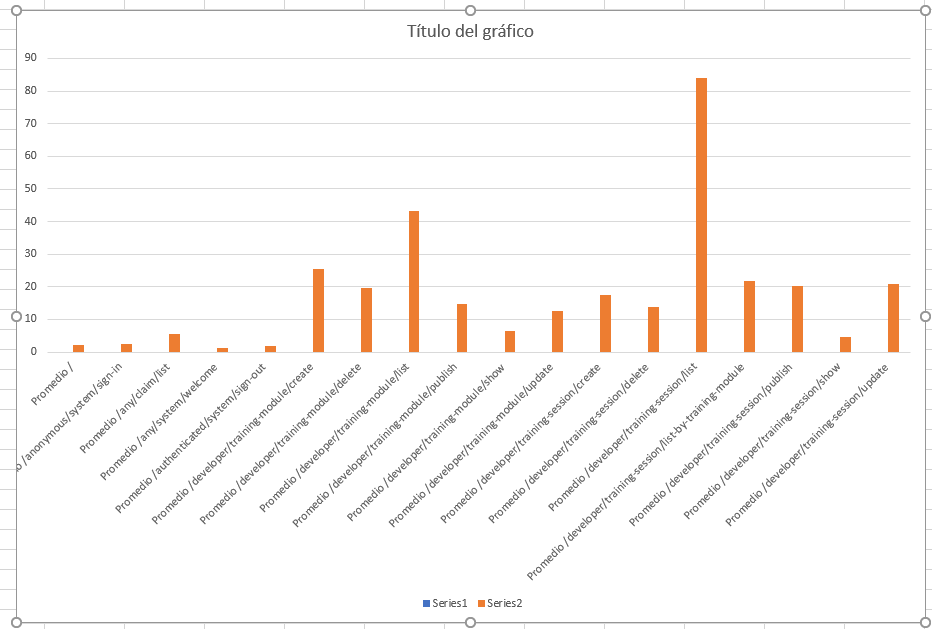 Título del gráfico
90
80
70
60
50
40
30
20
10
0
Promedio /
o /anonymous/system/sign-in
Promedio /any/claim/list
Promedio /any/system/welcome
Promedio /authenticated/system/sign-out
Promedio /developer/training-module/create
Promedio /developer/training-module/delete
Promedio /developer/training-module/list
Promedio /developer/training-module/publish
Promedio /developer/training-module/show
Promedio /developer/training-module/update
Promedio /developer/training-session/create
Promedio /developer/training-session/delete
Promedio /developer/training-session/list
Promedio /developer/training-session/list-by-training-module
Promedio /developer/training-session/publish
Promedio /developer/training-session/show
Promedio /developer/training-session/update
Series1 Series2